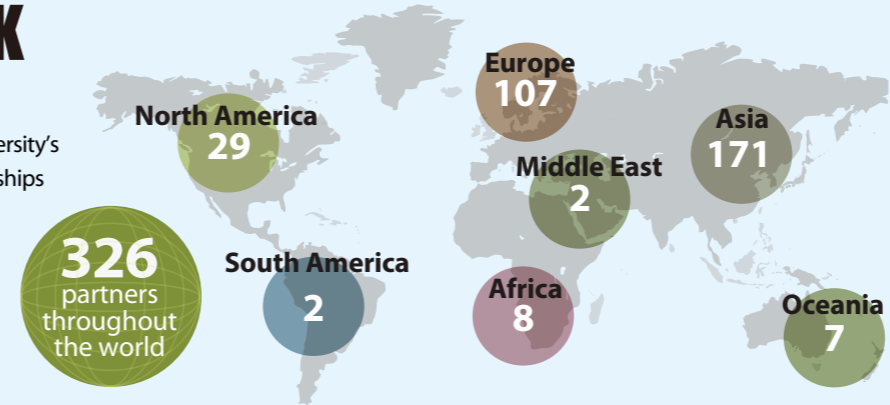 K
ersity's
ships
326
partners
throughout
the world
North America
29
South America
2
Europe
107
Middle East
2
Africa
8
Asia
171
Oceania
7